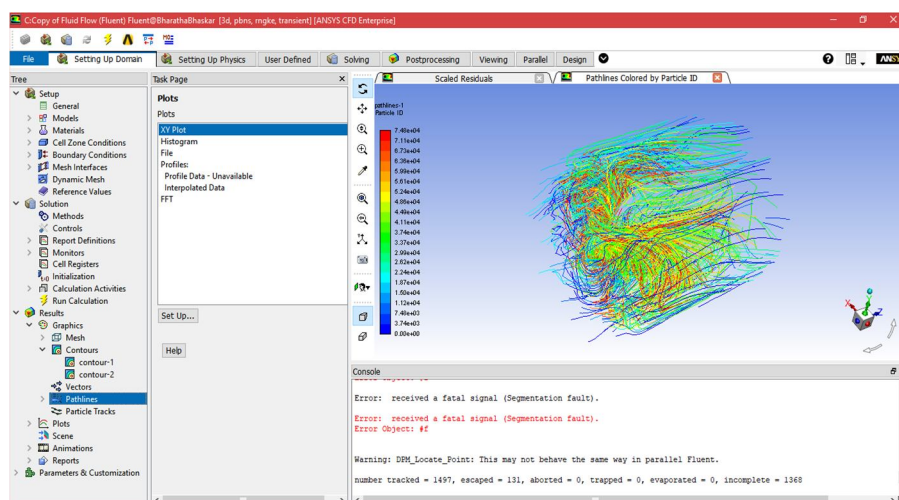 C:Copy of Fluid Flow (Fluent) Fluent@BharathaBhaskar [3d, pbns, rngke, transient] [ANSYS CFD Enterprise]
File
Setting Up Domain
Setting Up Physics
User Defined
Solving
Postprocessing
Viewing
Parallel
Design
ANSY
Tree
Setup
General
Models
Materials
Cell Zone Conditions
Boundary Conditions
Mesh Interfaces
Dynamic Mesh
Reference Values
Solution
Methods
Controls
Report Definitions
Monitors
Cell Registers
Initialization
Calculation Activities
Run Calculation
Results
Graphics
Mesh
Contours
contour-1
contour-2
Vectors
Pathlines
Particle Tracks
Plots
Scene
Animations
Reports
Parameters & Customization
Task Page
Plots
Plots
XY Plot
Histogram
File
Profiles:
Profile Data - Unavailable
Interpolated Data
FFT
Set Up...
Help
Scaled Residuals
Pathlines Colored by Particle ID
pathlines-1
Particle ID
7.48e+04
7.11e+04
6.73e+04
6.36e+04
5.99e+04
5.61e+04
5.24e+04
4.86e+04
4.49e+04
4.11e+04
3.74e+04
3.37e+04
2.99e+04
2.62e+04
2.24e+04
1.87e+04
1.50e+04
1.12e+04
7.48e+03
3.74e+03
0.00e+00
X
Y
Z
Console
Error: received a fatal signal (Segmentation fault).
Error: received a fatal signal (Segmentation fault).
Error Object: #f
Warning: DPM_Locate_Point: This may not behave the same way in parallel Fluent.
number tracked = 1497, escaped = 131, aborted = 0, trapped = 0, evaporated = 0, incomplete = 1368